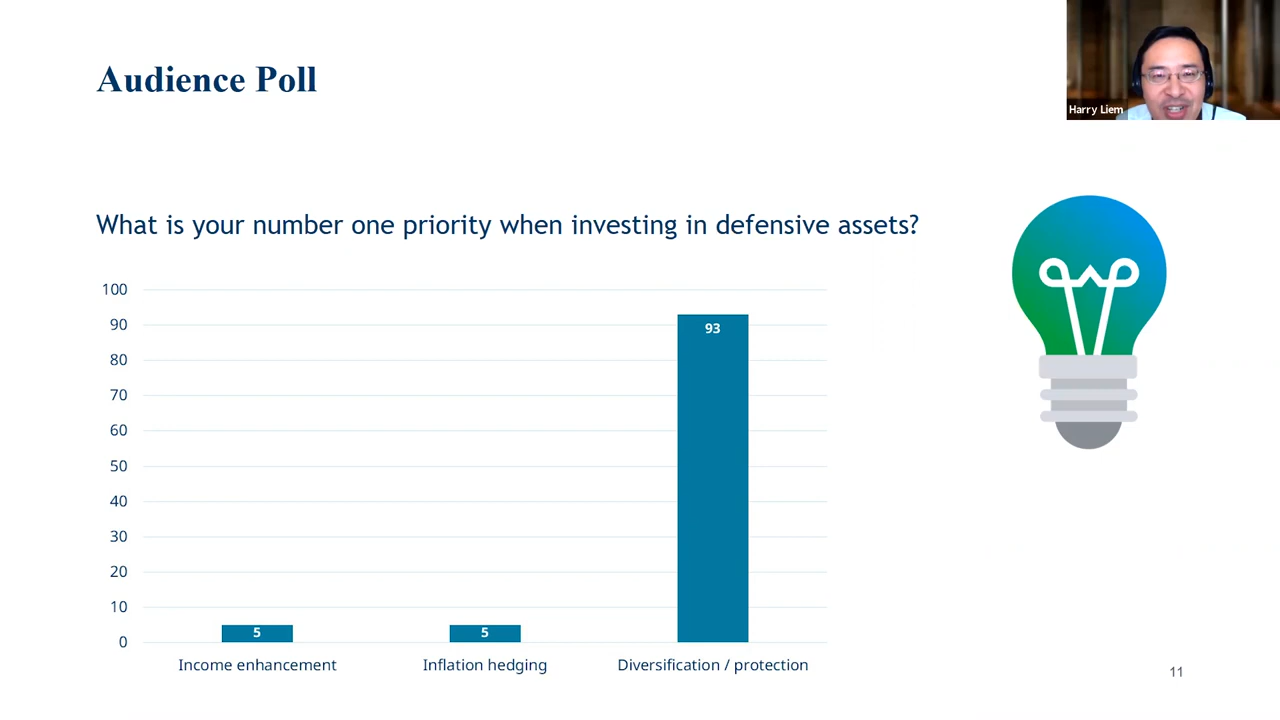 Audience Poll
Harry Liem
What is your number one priority when investing in defensive assets?
100
90
80
70
60
50
40
30
20
10
0
93
5
5
Income enhancement
Inflation hedging
Diversification / protection
11